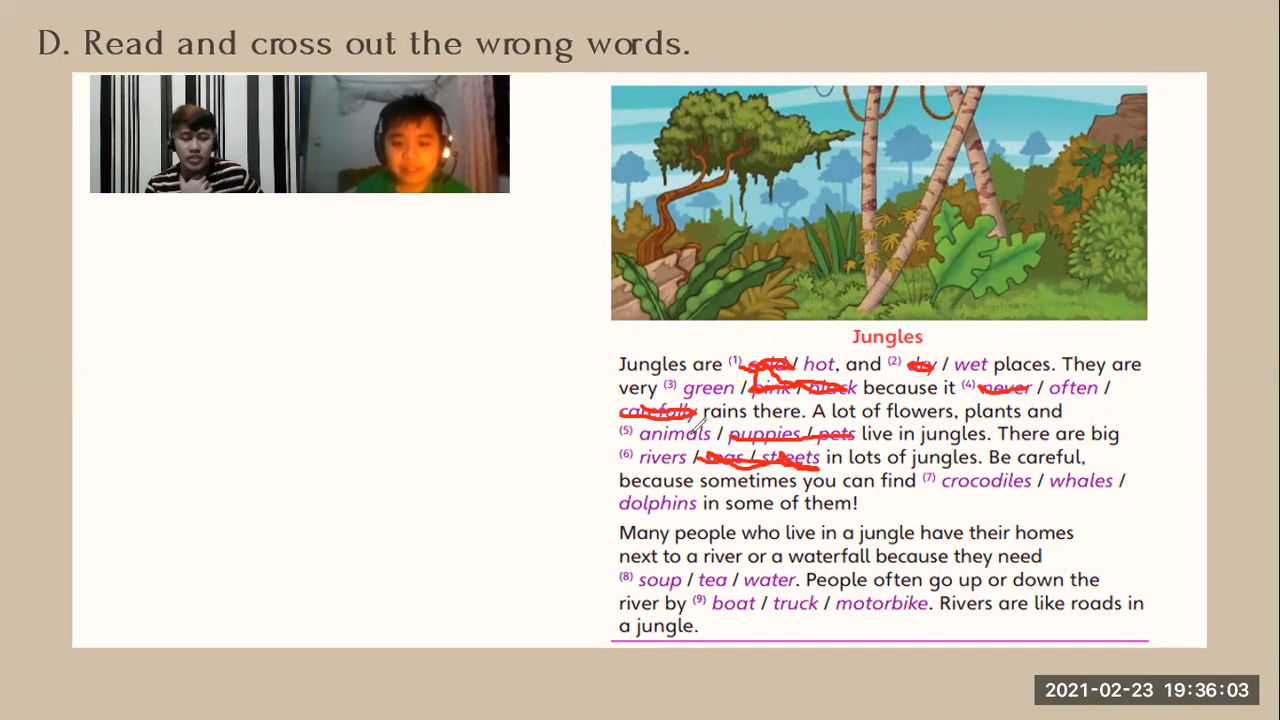 D. Read and cross out the wrong words.
Jungles
Jungles are (1) cold / hot, and (2) dry / wet places. They are
very (3) green / pink / black because it (4) never / often /
carefully rains there. A lot of flowers, plants and
(5) animals / puppies / pets live in jungles. There are big
(6) rivers / seas / streets in lots of jungles. Be careful,
because sometimes you can find (7) crocodiles / whales /
dolphins in some of them!
Many people who live in a jungle have their homes
next to a river or a waterfall because they need
(8) soup / tea / water. People often go up or down the
river by (9) boat / truck / motorbike. Rivers are like roads in
a jungle.
2021-02-23 19:36:03